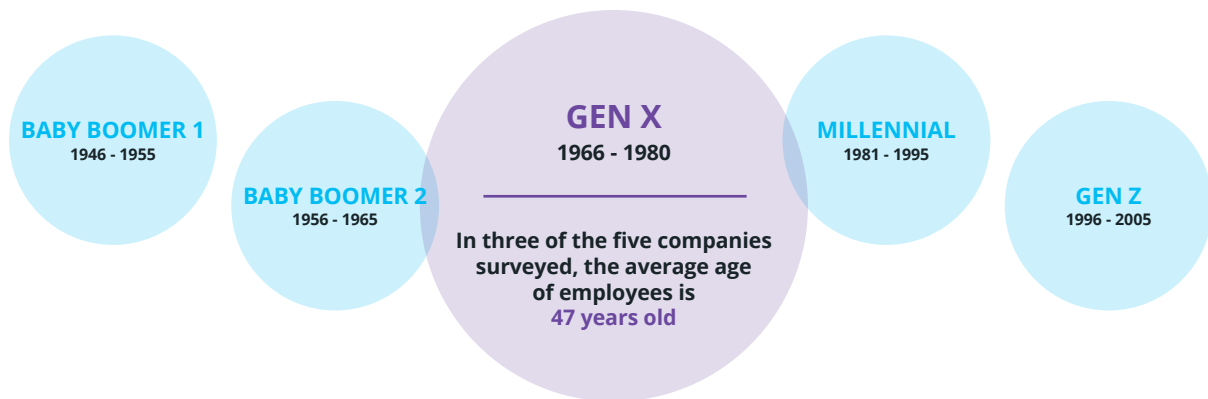 BABY BOOMER 1
1946 - 1955
BABY BOOMER 2
1956 - 1965
GEN X
1966 - 1980
In three of the five companies
surveyed, the average age
of employees is
47 years old
MILLENNIAL
1981 - 1995
GEN Z
1996 - 2005